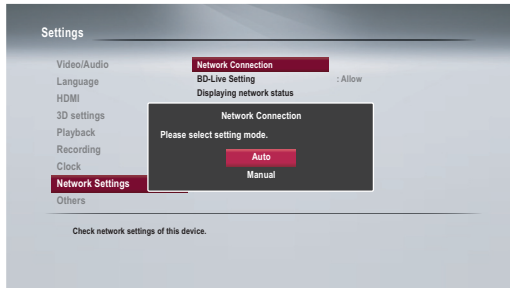 Settings
Video/Audio
Language
HDMI
3D settings
Playback
Recording
Clock
Network Settings
Others
Network Connection
BD-Live Setting : Allow
Displaying network status
Network Connection
Please select setting mode.
Auto
Manual
Check network settings of this device.